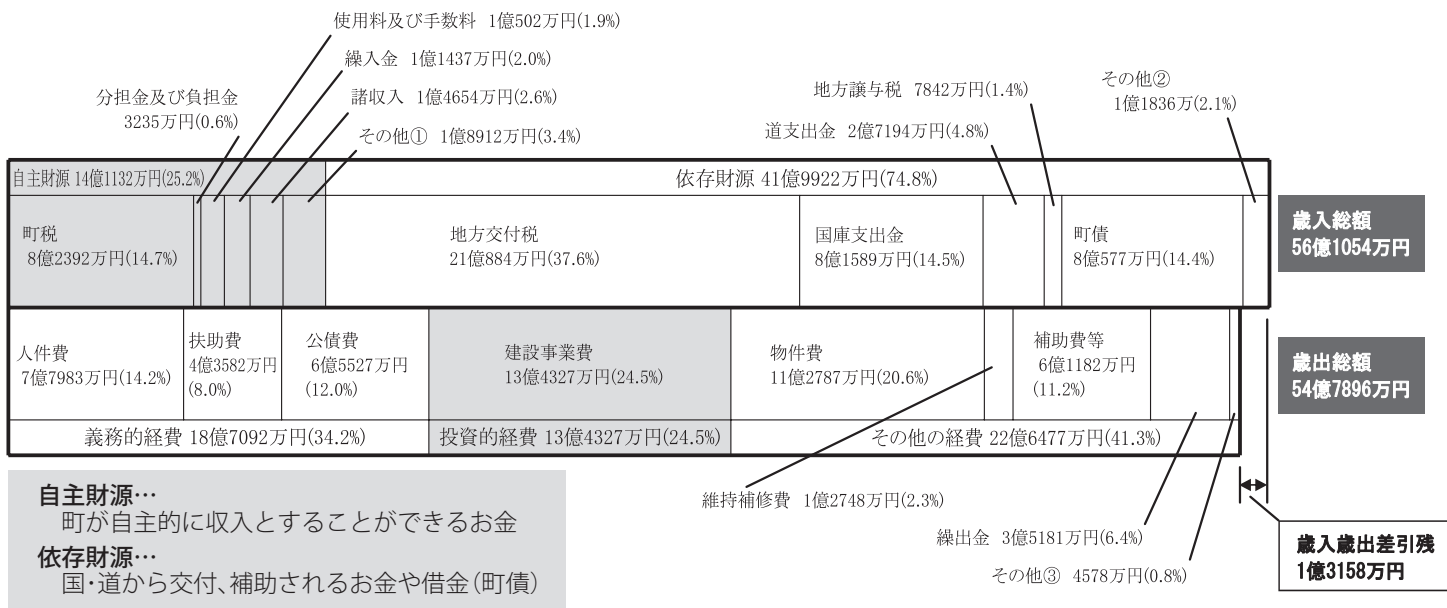 使用料及び手数料 1億502万円(1.9%)
繰入金 1億1437万円(2.0%)
分担金及び負担金
3235万円(0.6%)
諸収入 1億4654万円(2.6%)
その他① 1億8912万円(3.4%)
地方譲与税 7842万円(1.4%)
道支出金 2億7194万円(4.8%)
その他②
1億1836万(2.1%)
自主財源 14億1132万円(25.2%)
依存財源 41億9922万円(74.8%)
町税
8億2392万円(14.7%)
地方交付税
21億884万円(37.6%)
国庫支出金
8億1589万円(14.5%)
町債
8億577万円(14.4%)
歳入総額
56億1054万円
人件費
7億7983万円(14.2%)
扶助費
4億3582万円
(8.0%)
公債費
6億5527万円
(12.0%)
建設事業費
13億4327万円(24.5%)
物件費
11億2787万円(20.6%)
補助費等
6億1182万円
(11.2%)
歳出総額
54億7896万円
義務的経費 18億7092万円(34.2%)
投資的経費 13億4327万円(24.5%)
その他の経費 22億6477万円(41.3%)
維持補修費 1億2748万円(2.3%)
繰出金 3億5181万円(6.4%)
その他③ 4578万円(0.8%)
歳入歳出差引残
1億3158万円
自主財源…
町が自主的に収入とすることができるお金
依存財源…
国・道から交付、補助されるお金や借金(町債)